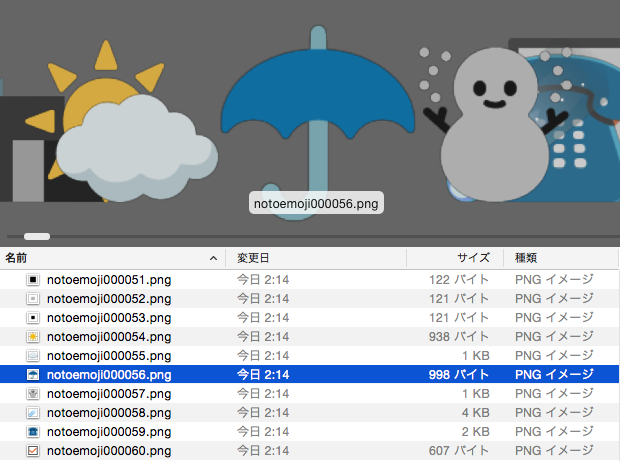 notoemoji000056.png
名前 変更日 サイズ 種類
notoemoji000051.png 今日 2:14 122 バイト PNG イメージ
notoemoji000052.png 今日 2:14 121 バイト PNG イメージ
notoemoji000053.png 今日 2:14 121 バイト PNG イメージ
notoemoji000054.png 今日 2:14 938 バイト PNG イメージ
notoemoji000055.png 今日 2:14 1 KB PNG イメージ
notoemoji000056.png 今日 2:14 998 バイト PNG イメージ
notoemoji000057.png 今日 2:14 1 KB PNG イメージ
notoemoji000058.png 今日 2:14 4 KB PNG イメージ
notoemoji000059.png 今日 2:14 2 KB PNG イメージ
notoemoji000060.png 今日 2:14 607 バイト PNG イメージ